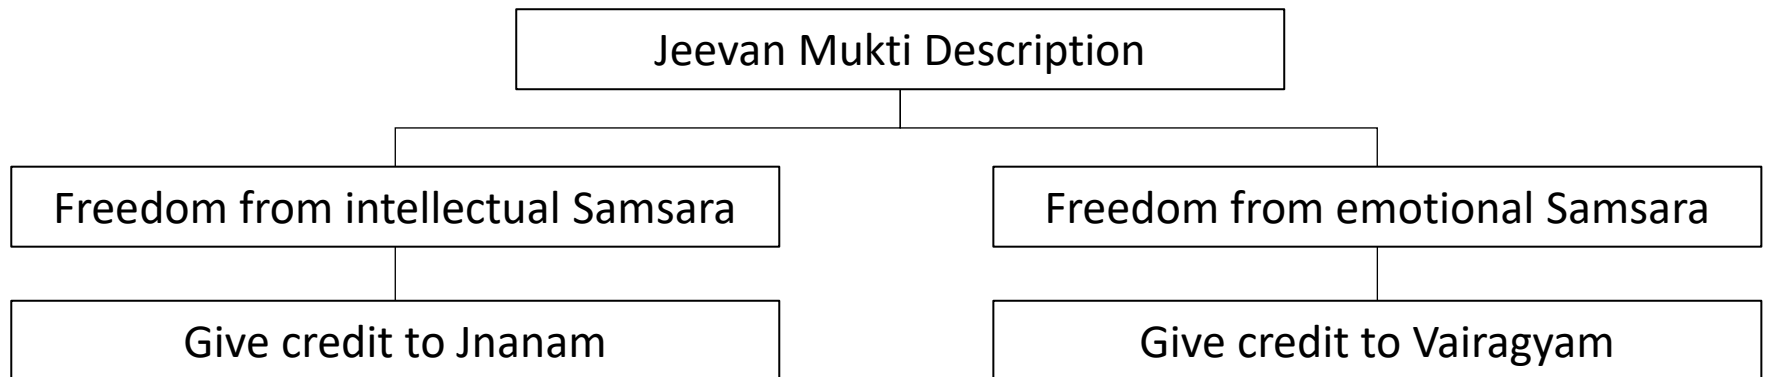 Jeevan Mukti Description
Freedom from intellectual Samsara
Freedom from emotional Samsara
Give credit to Jnanam
Give credit to Vairagyam